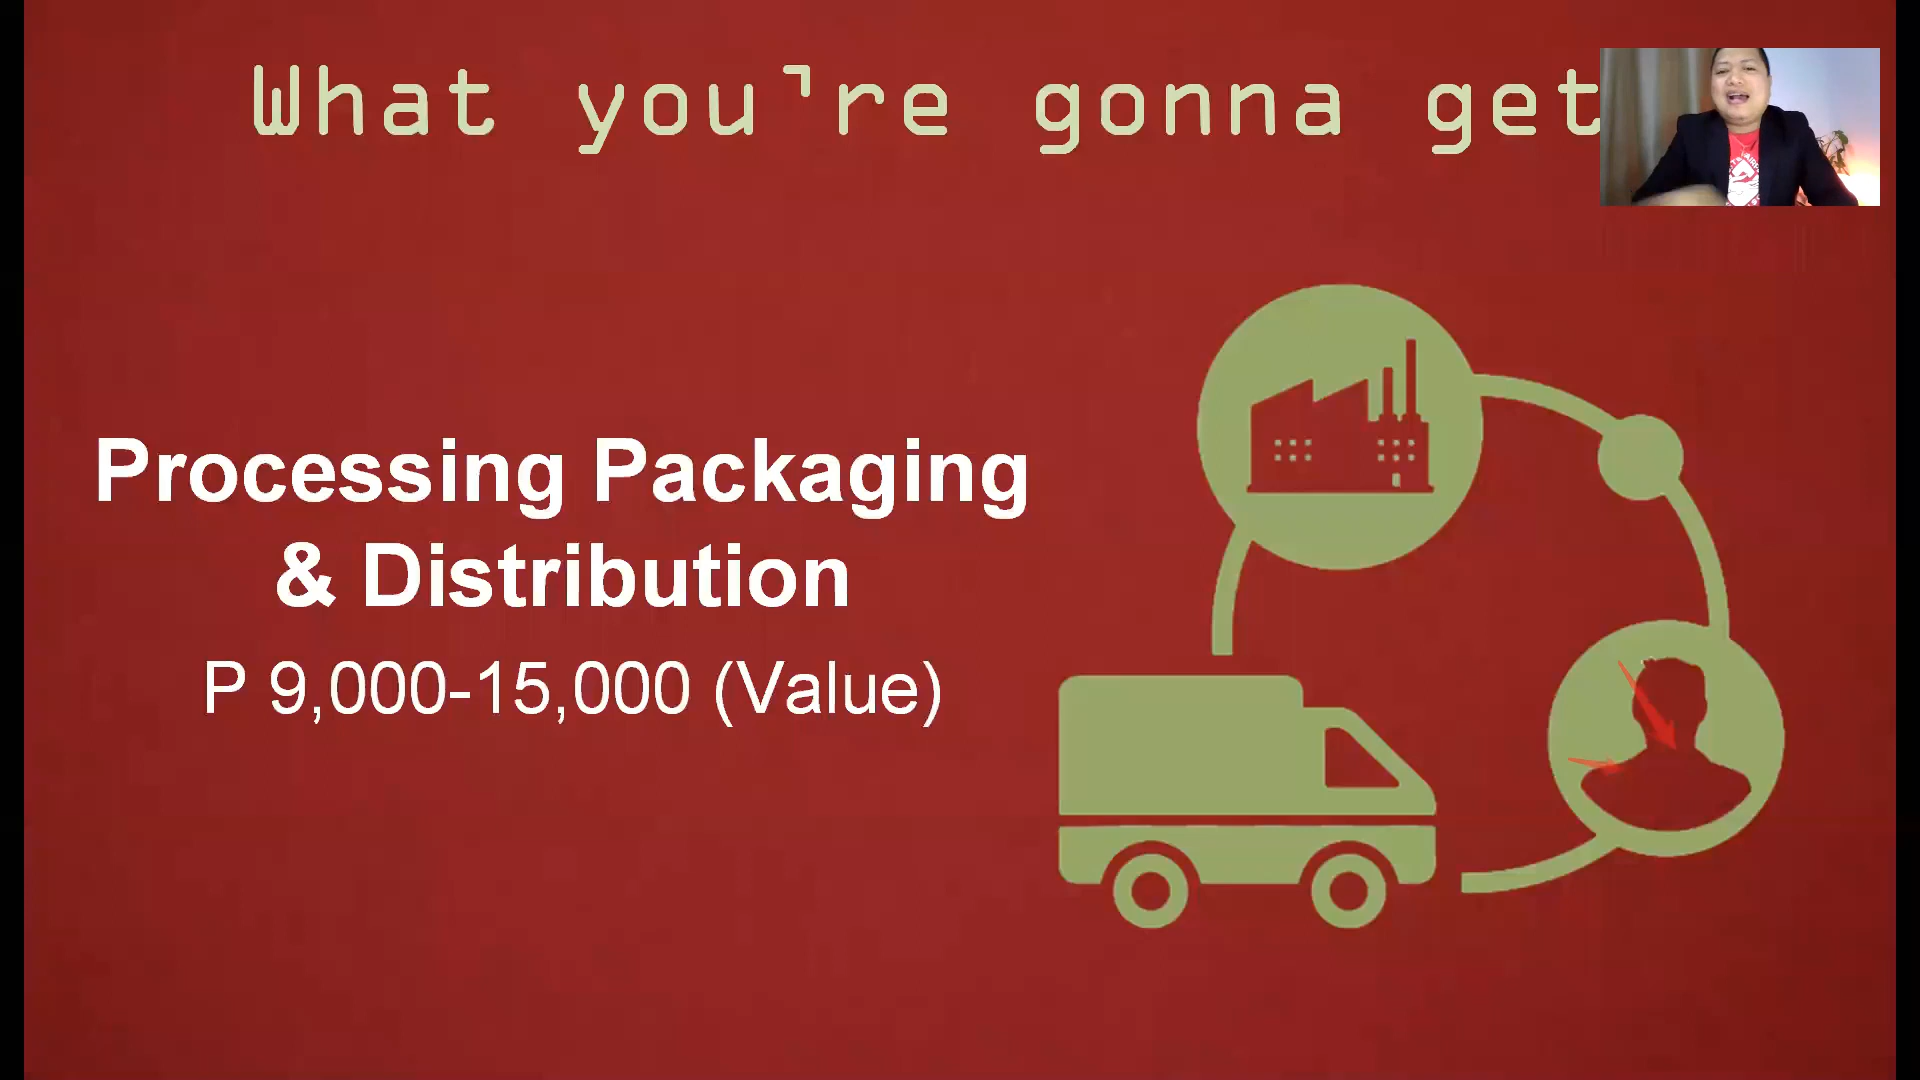 What you're gonna get
Processing Packaging
& Distribution
P 9,000-15,000 (Value)